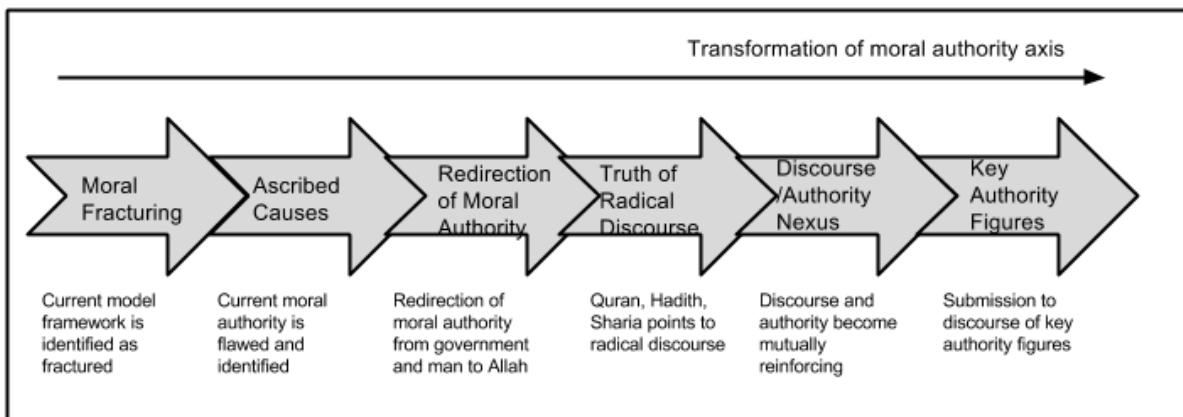 Transformation of moral authority axis
Moral
Fracturing
Ascribed
Causes
Redirection
of Moral
Authority
Truth of
Radical
Discourse
Discourse
/Authority
Nexus
Key
Authority
Figures
Current model
framework is
identified as
fractured
Current moral
authority is
flawed and
identified
Redirection of
moral authority
from government
and man to Allah
Quran, Hadith,
Sharia points to
radical discourse
Discourse and
authority become
mutually
reinforcing
Submission to
discourse of key
authority figures